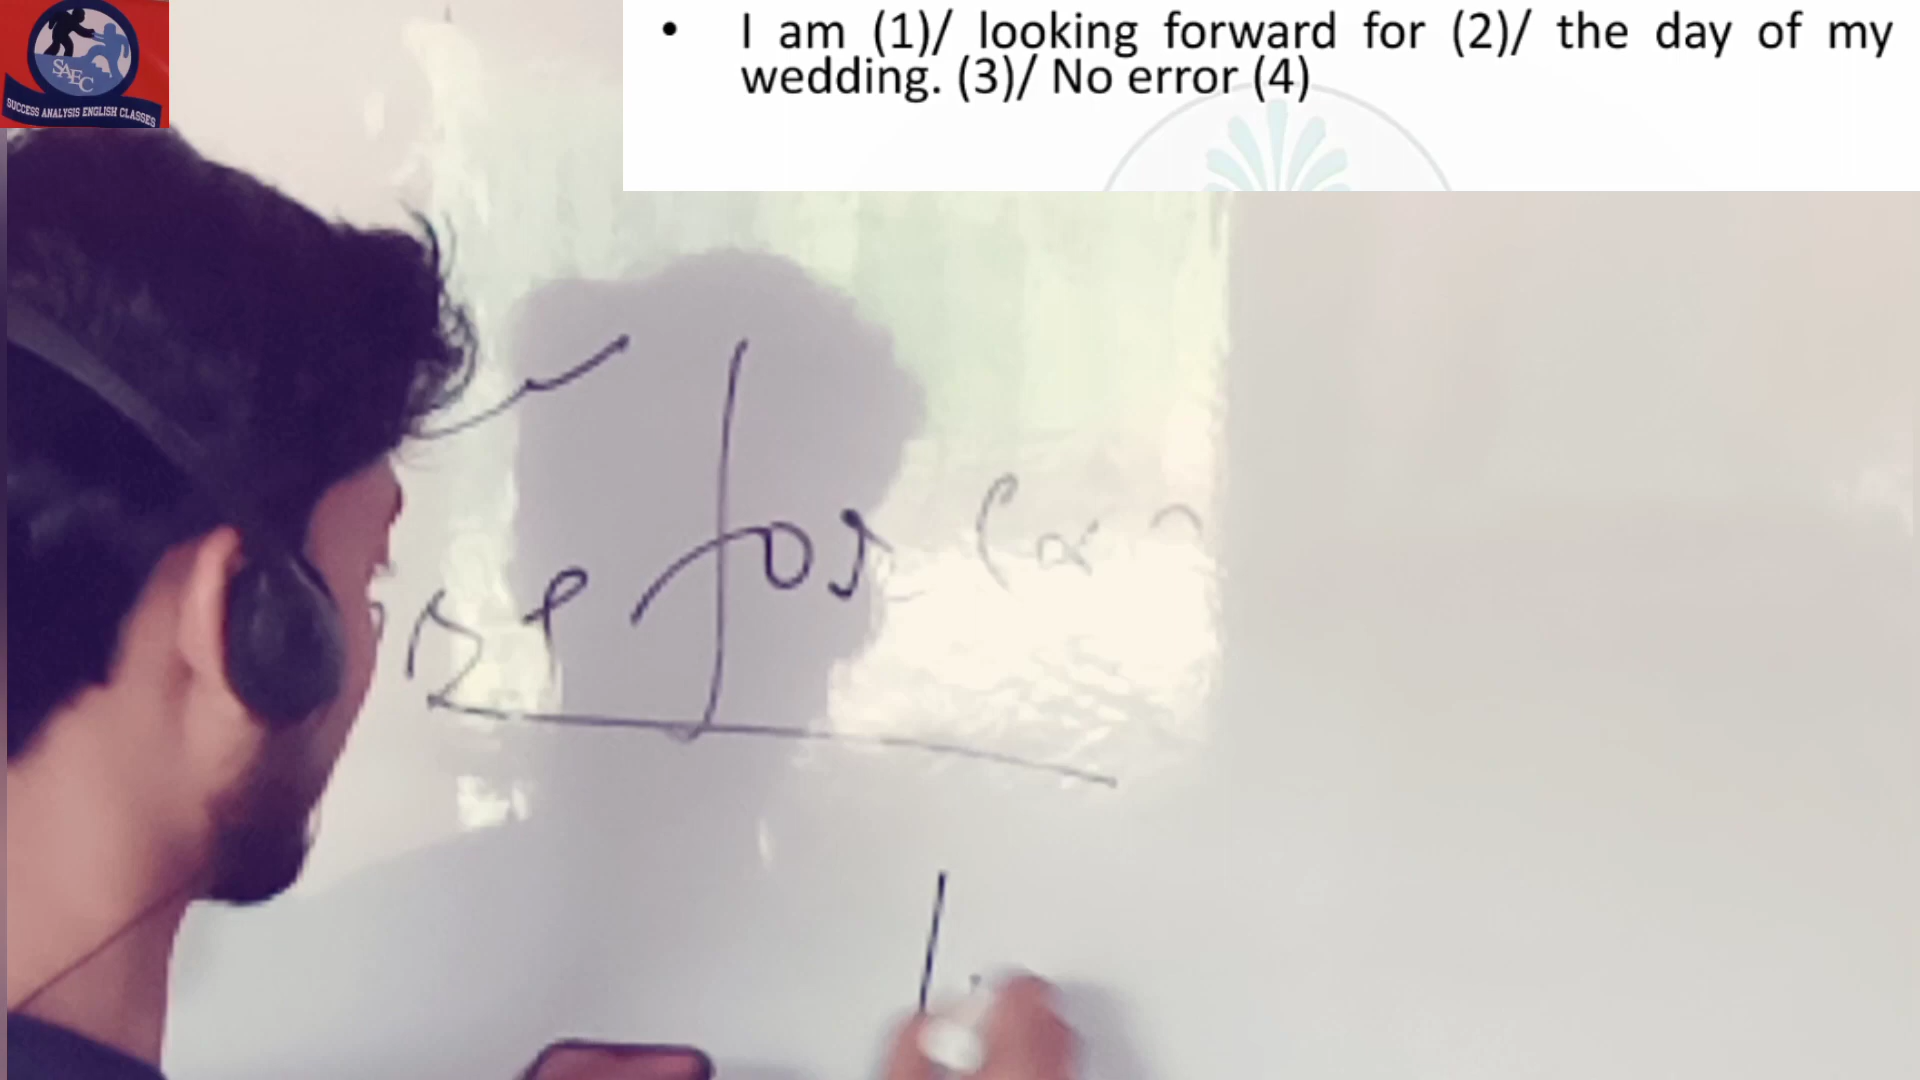 SAEC
SUCCESS ANALYSIS ENGLISH CLASSES
• I am (1)/ looking forward for (2)/ the day of my
wedding. (3)/ No error (4)
for